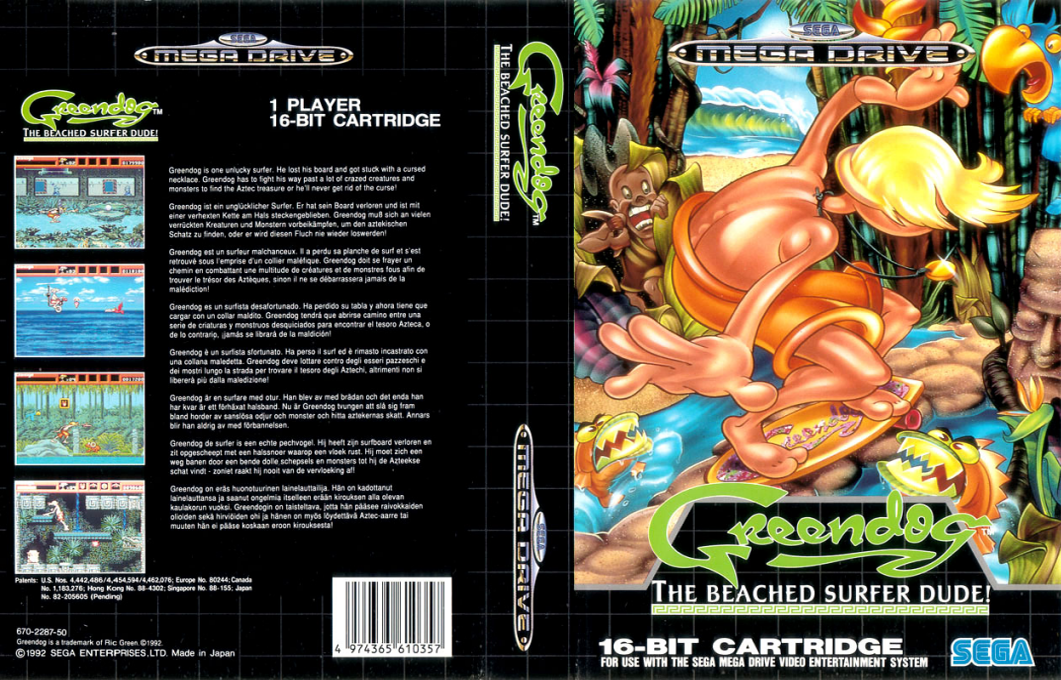 SEGA
MEGA DRIVE
Greendog™
THE BEACHED SURFER DUDE!
1 PLAYER
16-BIT CARTRIDGE
Greendog is one unlucky surfer. He lost his board and got stuck with a cursed
necklace. Greendog has to fight his way past a lot of crazed creatures and
monsters to find the Aztec treasure or he'll never get rid of the curse!
Greendog ist ein unglücklicher Surfer. Er hat sein Board verloren und ist mit
einer verhexten Kette am Hals steckengeblieben. Greendog muß sich an vielen
verrückten Kreaturen und Monstern vorbeikämpfen, um den aztekischen
Schatz zu finden, oder er wird diesen Fluch nie wieder loswerden!
Greendog est un surfeur malchanceux. Il a perdu sa planche de surf et s'est
retrouvé sous l'emprise d'un collier maléfique. Greendog doit se frayer un
chemin en combattant une multitude de créatures et de monstres fous afin de
trouver le trésor des Aztèques, sinon il ne se débarrassera jamais de la
malédiction!
Greendog es un surfista desafortunado. Ha perdido su tabla y ahora tiene que
cargar con un collar maldito. Greendog tendrá que abrirse camino entre una
serie de criaturas y monstruos desquiciados para encontrar el tesoro Azteca, o
de lo contrario, ¡jamás se librará de la maldición!
Greendog è un surfista sfortunato. Ha perso il surf ed è rimasto incastrato con
una collana maledetta. Greendog deve lottare contro degli esseri pazzeschi e
dei mostri lungo la strada per trovare il tesoro degli Aztechi, altrimenti non si
libererà più dalla maledizione!
Greendog är en surfare med otur. Han blev av med brädan och det enda han
har kvar är ett förhäxat halsband. Nu är Greendog tvungen att slå sig fram
bland horder av sanslösa odjur och monster och hitta aztekernas skatt. Annars
blir han aldrig av med förbannelsen.
Greendog de surfer is een echte pechvogel. Hij heeft zijn surfboard verloren en
zit opgescheept met een halssnoer waarop een vloek rust. Hij moet zich een
weg banen door een bende dolle schepsels en monsters tot hij de Azteekse
schat vindt - zoniet raakt hij nooit van de vervloeking af!
Greendog on eräs huonotuurinen lainelauttailija. Hän on kadottanut
lainelauttansa ja saanut ongelmia itselleen erään kirouksen alla olevan
kaulakorun vuoksi. Greendogin on taisteltava, jotta hän pääsee raivokkaiden
olioiden sekä hirviöiden ohi ja hänen on myös löydettävä Aztec-aarre tai
muuten hän ei pääse koskaan eroon kirouksesta!
Patents: U.S. Nos. 4,442,486/4,454,594/4,462,076; Europe No. 80244; Canada
No. 1,183,276; Hong Kong No. 88-4302; Singapore No. 88-155; Japan
No. 82-205605 (Pending)
670-2287-50
Greendog is a trademark of Ric Green ©1992.
©1992 SEGA ENTERPRISES, LTD. Made in Japan
4 974365 610357
Greendog™
THE BEACHED SURFER DUDE!
SEGA
MEGA DRIVE
SEGA
MEGA DRIVE
Greendog
Greendog™
THE BEACHED SURFER DUDE!
16-BIT CARTRIDGE
FOR USE WITH THE SEGA MEGA DRIVE VIDEO ENTERTAINMENT SYSTEM
SEGA